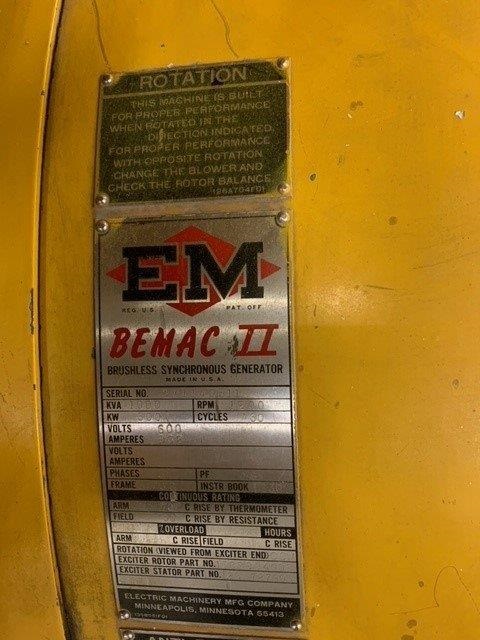 ROTATION
THIS MACHINE IS BUILT
FOR PROPER PERFORMANCE
WHEN ROTATED IN THE
DIRECTION INDICATED.
FOR PROPER PERFORMANCE
WITH OPPOSITE ROTATION
CHANGE THE BLOWER AND
CHECK THE ROTOR BALANCE
126A704F01
EM
REG. U.S. PAT. OFF.
BEMAC II
BRUSHLESS SYNCHRONOUS GENERATOR
MADE IN U.S.A.
SERIAL NO.
KVA RPM
KW CYCLES
VOLTS 600
AMPERES
VOLTS
AMPERES
PHASES PF
FRAME INSTR BOOK
CONTINUOUS RATING
ARM C RISE BY THERMOMETER
FIELD C RISE BY RESISTANCE
%OVERLOAD HOURS
ARM C RISE FIELD C RISE
ROTATION (VIEWED FROM EXCITER END)
EXCITER ROTOR PART NO.
EXCITER STATOR PART NO.
ELECTRIC MACHINERY MFG COMPANY
MINNEAPOLIS, MINNESOTA 55413